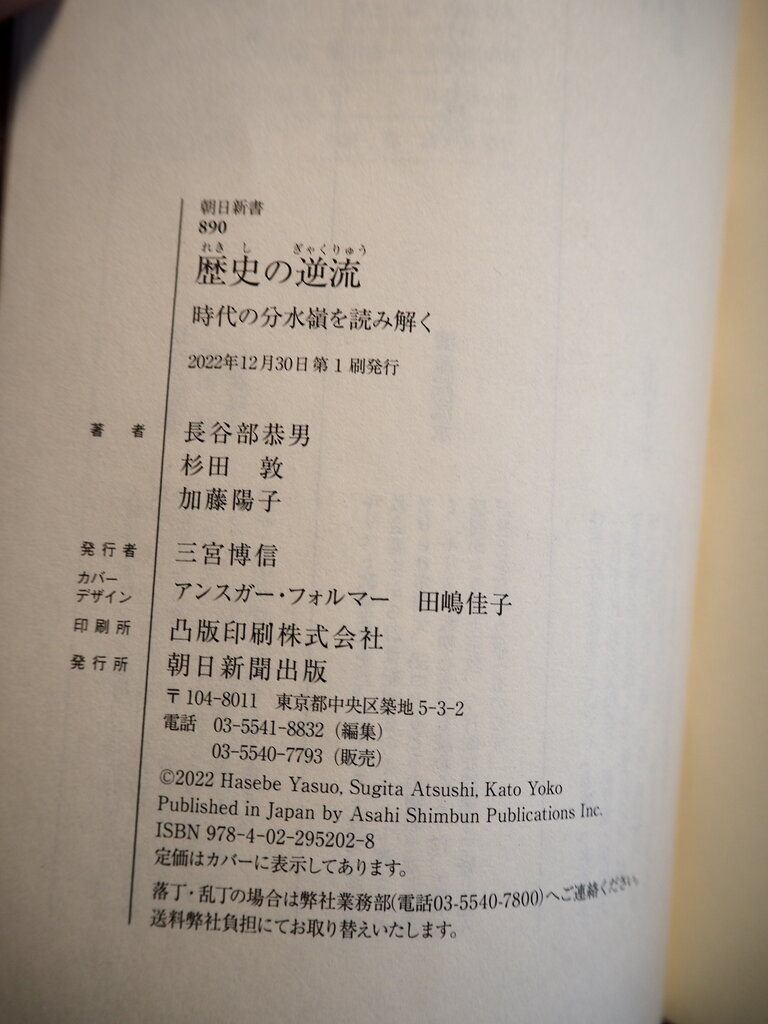 朝日新書
890
れきし ぎゃくりゅう
歴史の逆流
時代の分水嶺を読み解く
2022年12月30日第1刷発行
著者 長谷部恭男
杉田 敦
加藤陽子
発行者 三宮博信
カバーデザイン アンスガー・フォルマー 田嶋佳子
印刷所 凸版印刷株式会社
発行所 朝日新聞出版
〒104-8011 東京都中央区築地5-3-2
電話 03-5541-8832(編集)
03-5540-7793(販売)
©2022 Hasebe Yasuo, Sugita Atsushi, Kato Yoko
Published in Japan by Asahi Shimbun Publications Inc.
ISBN 978-4-02-295202-8
定価はカバーに表示してあります。
落丁・乱丁の場合は弊社業務部(電話03-5540-7800)へご連絡ください。
送料弊社負担にてお取り替えいたします。